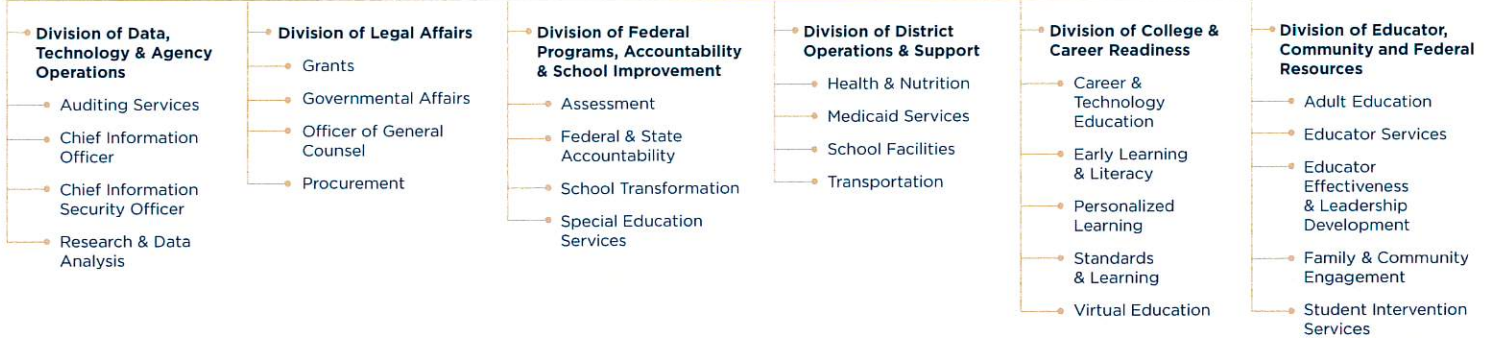 Division of Data,
Technology & Agency
Operations
Auditing Services
Chief Information
Officer
Chief Information
Security Officer
Research & Data
Analysis
Division of Legal Affairs
Grants
Governmental Affairs
Officer of General
Counsel
Procurement
Division of Federal
Programs, Accountability
& School Improvement
Assessment
Federal & State
Accountability
School Transformation
Special Education
Services
Division of District
Operations & Support
Health & Nutrition
Medicaid Services
School Facilities
Transportation
Division of College &
Career Readiness
Career &
Technology
Education
Early Learning
& Literacy
Personalized
Learning
Standards
& Learning
Virtual Education
Division of Educator,
Community and Federal
Resources
Adult Education
Educator Services
Educator
Effectiveness
& Leadership
Development
Family & Community
Engagement
Student Intervention
Services